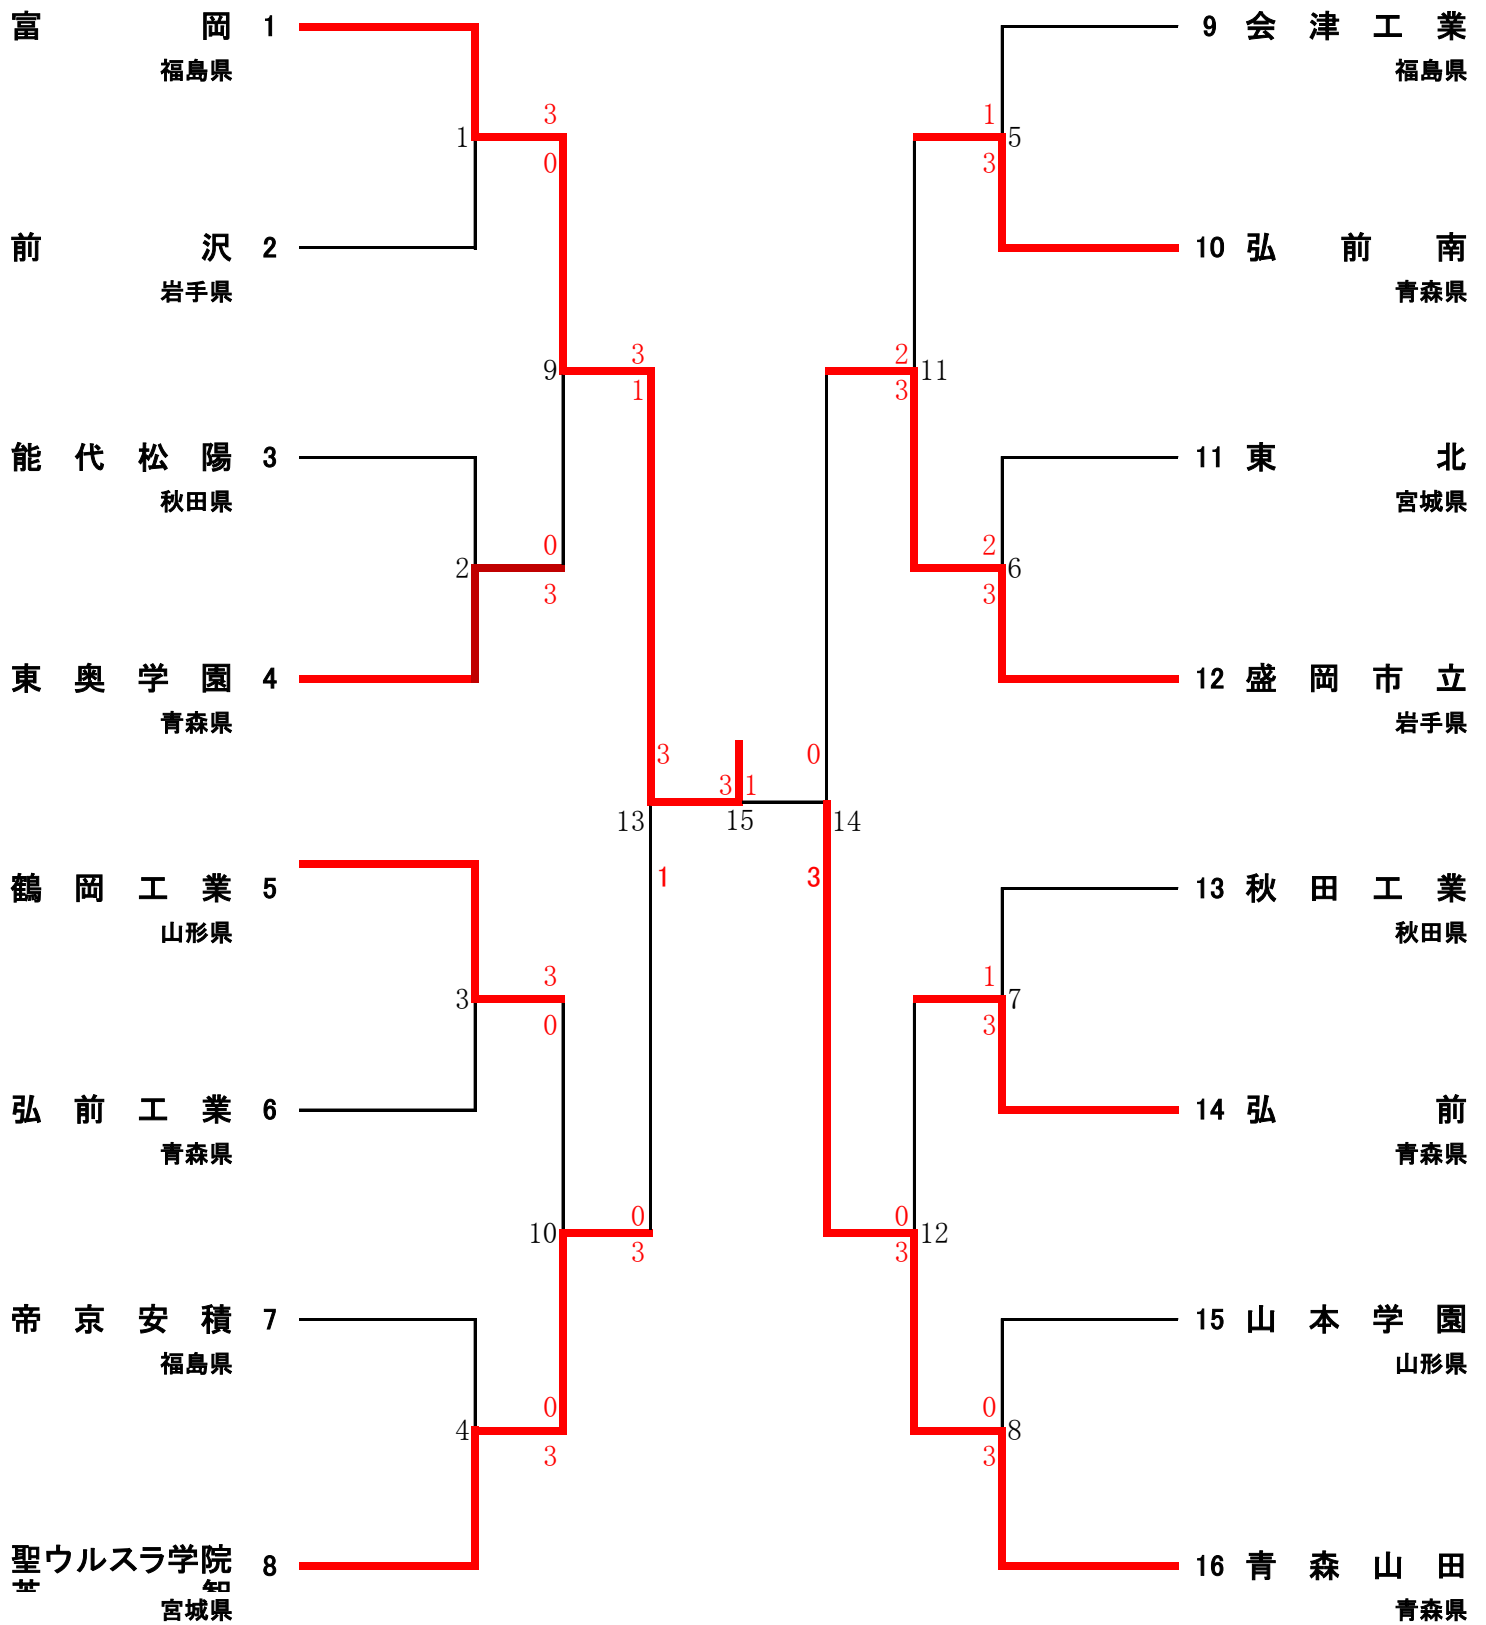 富岡 1
福島県
前沢 2
岩手県
能代松陽 3
秋田県
東奥学園 4
青森県
鶴岡工業 5
山形県
弘前工業 6
青森県
帝京安積 7
福島県
聖ウルスラ学院 8
宮城県
1
3
0
2
0
3
3
3
0
4
0
3
9
3
1
10
0
3
13
3
1
15
3 1
14
0
3
11
2
3
12
0
3
5
1
3
6
2
3
7
1
3
8
0
3
9 会津工業
福島県
10 弘前南
青森県
11 東北
宮城県
12 盛岡市立
岩手県
13 秋田工業
秋田県
14 弘前
青森県
15 山本学園
山形県
16 青森山田
青森県